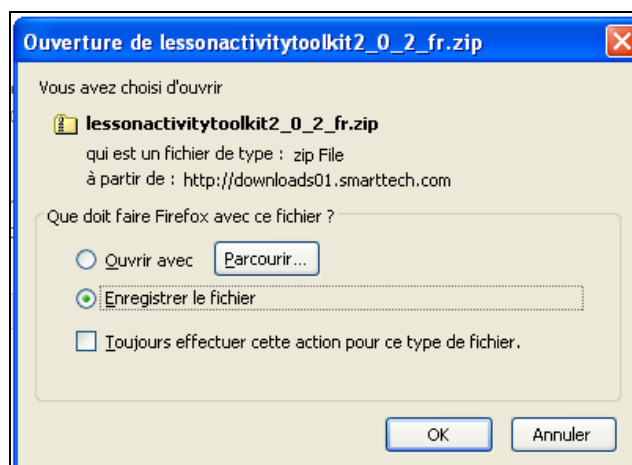 Ouverture de lessonactivitytoolkit2_0_2_fr.zip
Vous avez choisi d'ouvrir
lessonactivitytoolkit2_0_2_fr.zip
qui est un fichier de type : zip File
à partir de : http://downloads01.smarttech.com
Que doit faire Firefox avec ce fichier ?
Ouvrir avec Parcourir...
Enregistrer le fichier
Toujours effectuer cette action pour ce type de fichier.
OK Annuler